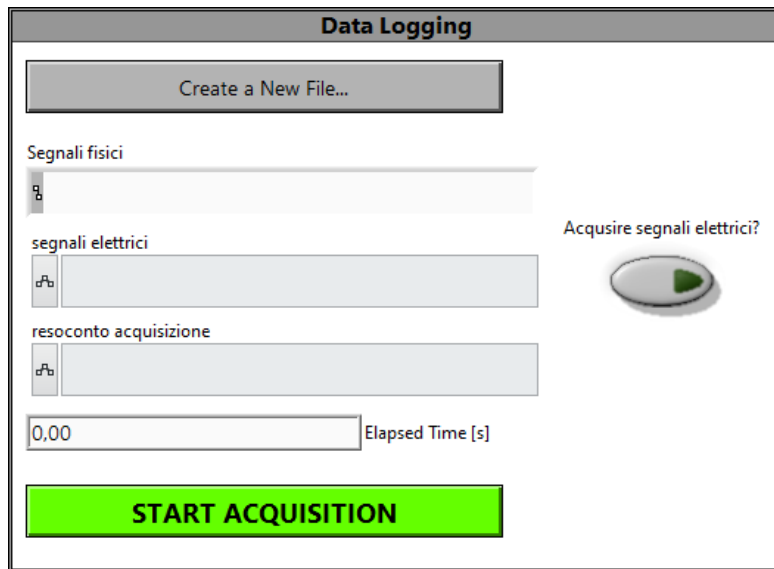 Data Logging
Create a New File...
Segnali fisici
segnali elettrici
Acqusire segnali elettrici?
resoconto acquisizione
0,00
Elapsed Time [s]
START ACQUISITION